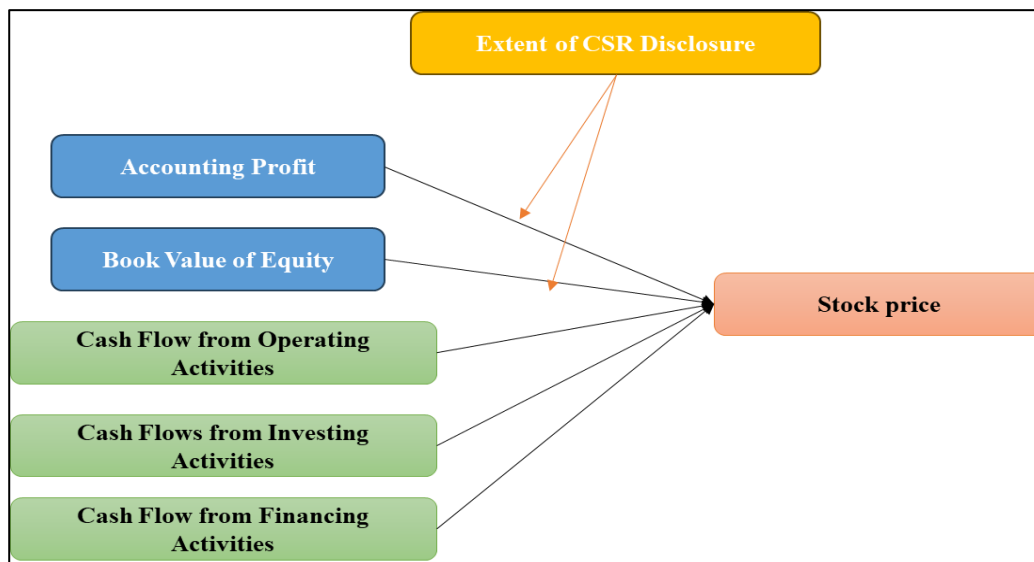 Extent of CSR Disclosure
Accounting Profit
Book Value of Equity
Stock price
Cash Flow from Operating
Activities
Cash Flows from Investing
Activities
Cash Flow from Financing
Activities